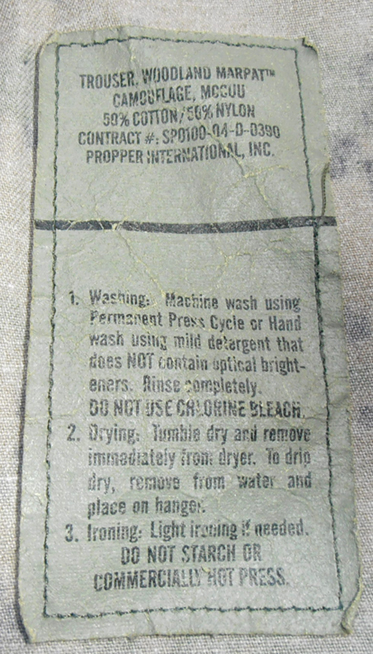 TROUSER, WOODLAND MARPAT™
CAMOUFLAGE, MCCUU
50% COTTON/50% NYLON
CONTRACT #: SPO100-04-D-0390
PROPPER INTERNATIONAL, INC.
1. Washing: Machine wash using
Permanent Press Cycle or Hand
wash using mild detergent that
does NOT contain optical bright-
eners. Rinse completely.
DO NOT USE CHLORINE BLEACH.
2. Drying: Tumble dry and remove
immediately from dryer. To drip
dry, remove from water and
place on hanger.
3. Ironing: Light ironing if needed.
DO NOT STARCH OR
COMMERCIALLY HOT PRESS.